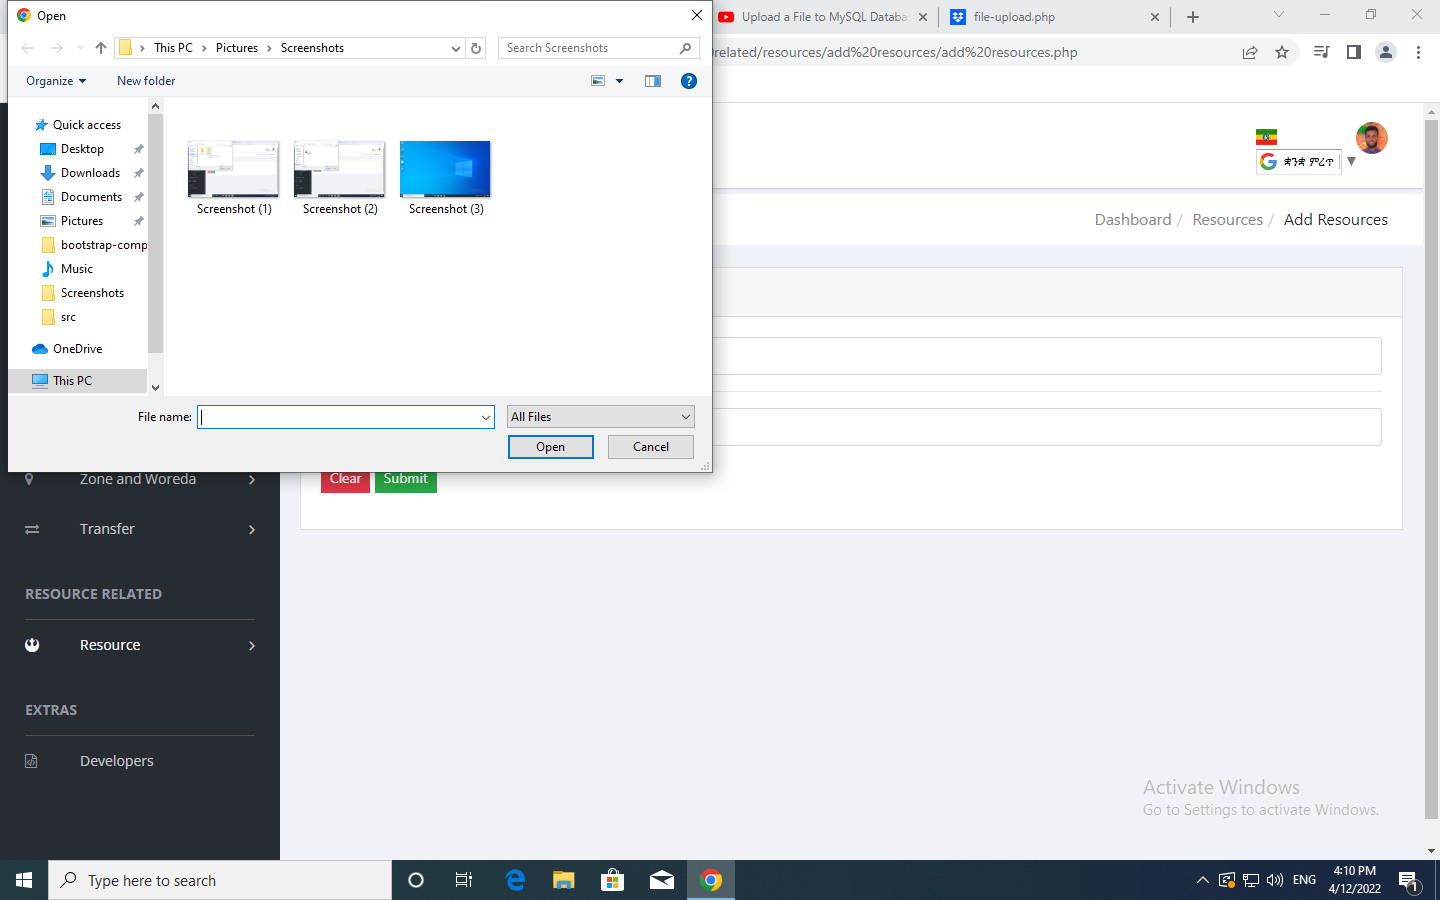 Open
Upload a File to MySQL Databa
file-upload.php
This PC
Pictures
Screenshots
Search Screenshots
related/resources/add%20resources/add%20resources.php
Organize
New folder
Quick access
Desktop
Downloads
Documents
Pictures
bootstrap-comp
Music
Screenshots
src
OneDrive
This PC
Screenshot (1)
Screenshot (2)
Screenshot (3)
File name:
All Files
Open
Cancel
ቋንቋ ምረጥ
Dashboard / Resources / Add Resources
Clear
Submit
Zone and Woreda
Transfer
RESOURCE RELATED
Resource
EXTRAS
Developers
Activate Windows
Go to Settings to activate Windows.
Type here to search
ENG
4:10 PM
4/12/2022
1